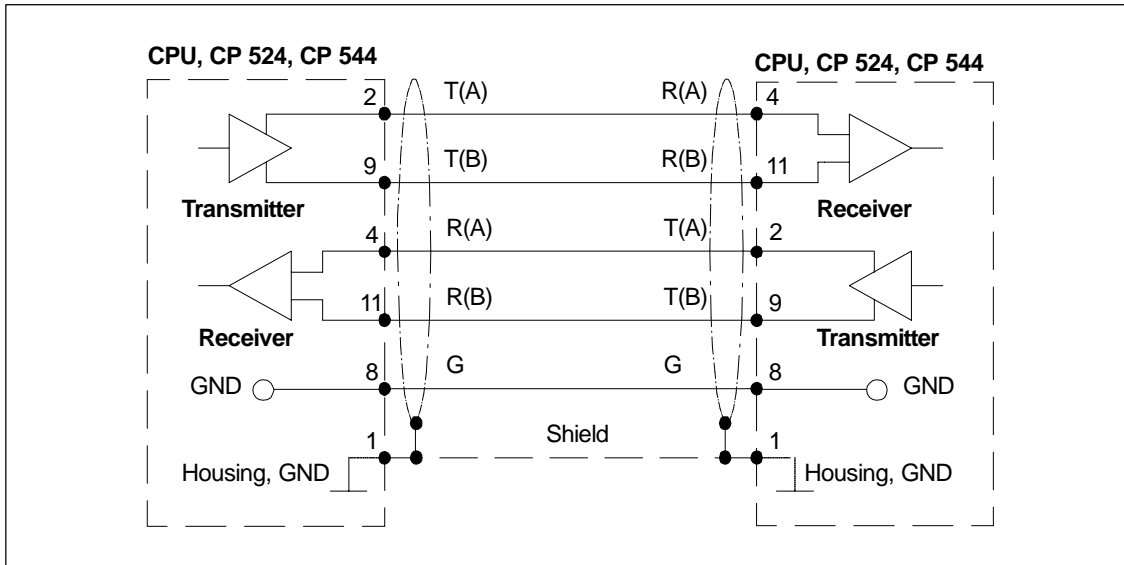 CPU, CP 524, CP 544
CPU, CP 524, CP 544
2 T(A) R(A) 4
9 T(B) R(B) 11
Transmitter Receiver
4 R(A) T(A) 2
11 R(B) T(B) 9
Receiver Transmitter
GND 8 G G 8 GND
1 Shield 1
Housing, GND Housing, GND